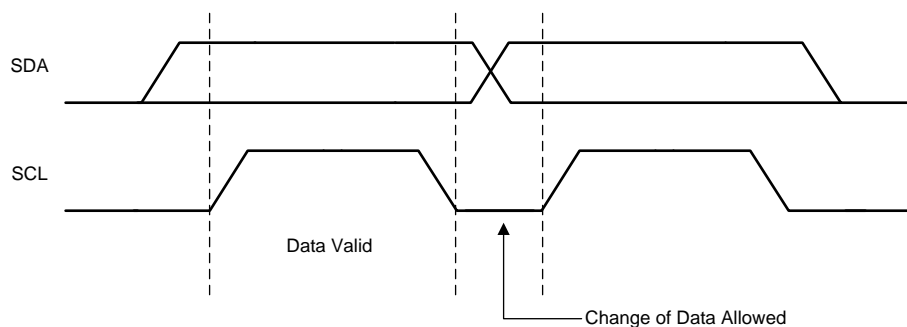 SDA
SCL
Data Valid
Change of Data Allowed